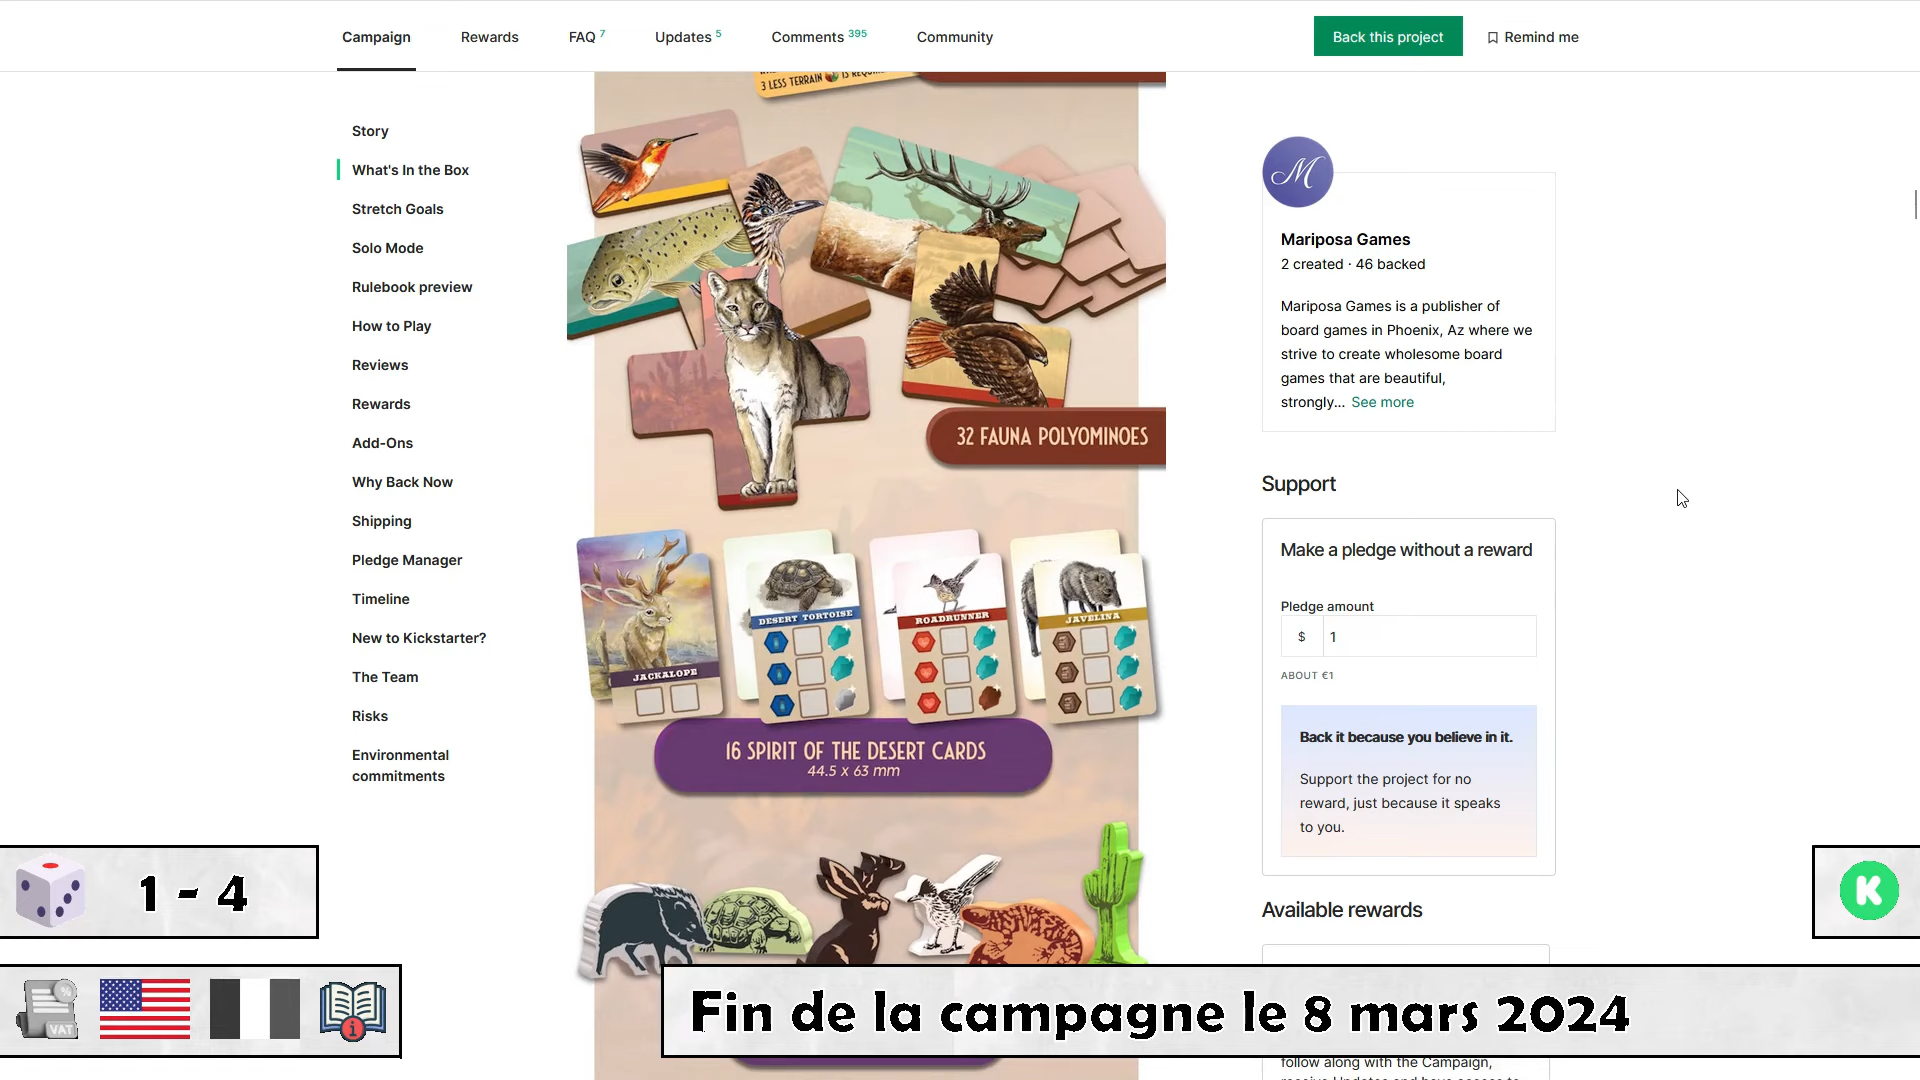 Campaign
Rewards
FAQ 7
Updates 5
Comments 395
Community
Back this project
Remind me
3 LESS TERRAIN
Story
What's In the Box
Stretch Goals
Solo Mode
Rulebook preview
How to Play
Reviews
Rewards
Add-Ons
Why Back Now
Shipping
Pledge Manager
Timeline
New to Kickstarter?
The Team
Risks
Environmental
commitments
32 FAUNA POLYOMINOES
JACKALOPE
DESERT TORTOISE
ROADRUNNER
JAVELINA
16 SPIRIT OF THE DESERT CARDS
44.5 x 63 mm
M
Mariposa Games
2 created · 46 backed
Mariposa Games is a publisher of
board games in Phoenix, Az where we
strive to create wholesome board
games that are beautiful,
strongly... See more
Support
Make a pledge without a reward
Pledge amount
$ 1
ABOUT €1
Back it because you believe in it.
Support the project for no
reward, just because it speaks
to you.
Available rewards
follow along with the Campaign,
1 - 4
K
VAT
Fin de la campagne le 8 mars 2024